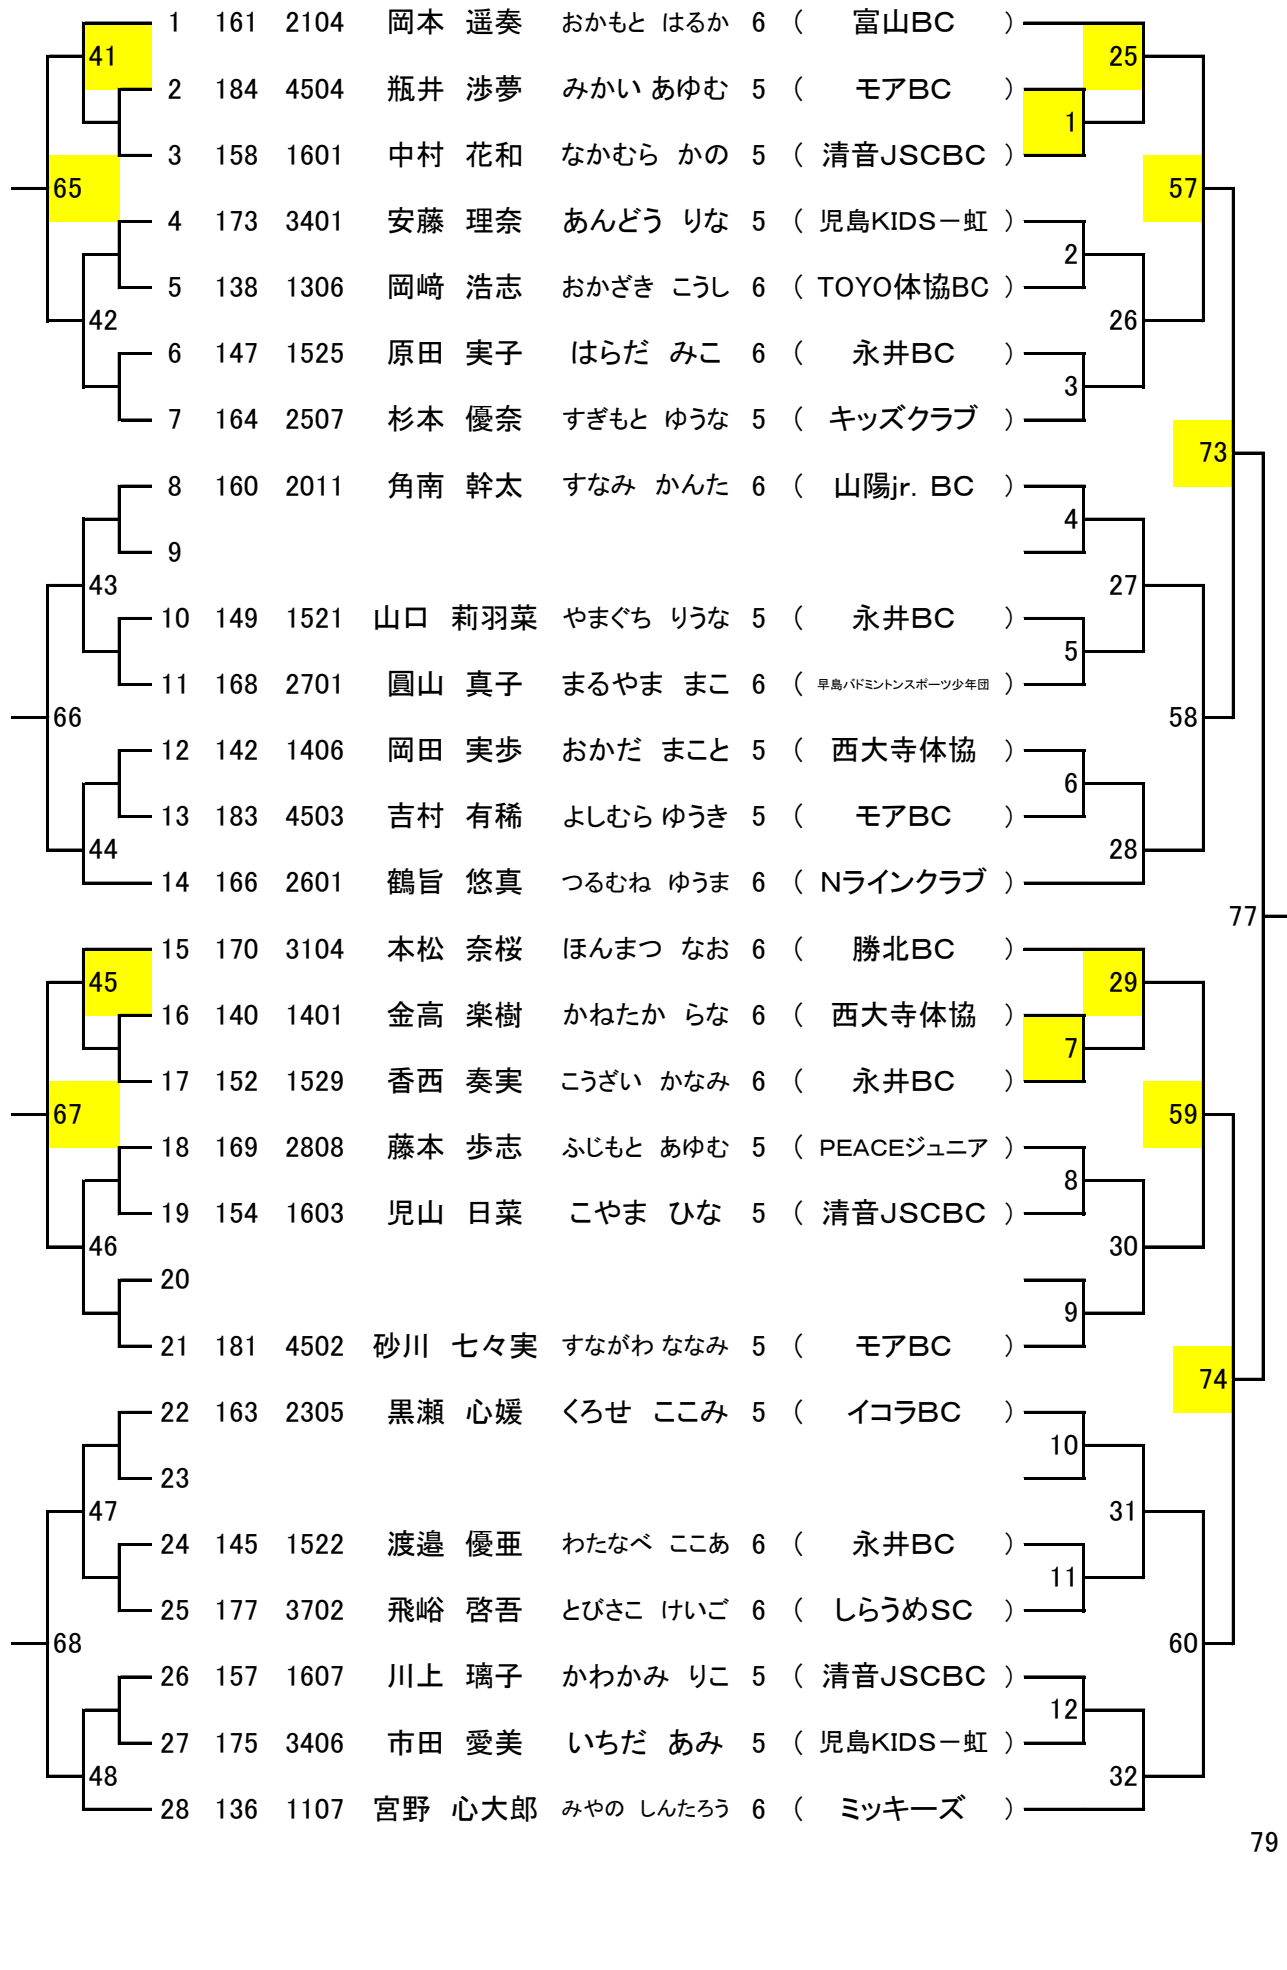 1 161 2104 岡本 遥奏 おかもと はるか 6 ( 富山BC )
41 25
2 184 4504 瓶井 渉夢 みかい あゆむ 5 ( モアBC )
1
3 158 1601 中村 花和 なかむら かの 5 ( 清音JSCBC )
65 57
4 173 3401 安藤 理奈 あんどう りな 5 ( 児島KIDS－虹 )
2
5 138 1306 岡﨑 浩志 おかざき こうし 6 ( TOYO体協BC )
42 26
6 147 1525 原田 実子 はらだ みこ 6 ( 永井BC )
3
7 164 2507 杉本 優奈 すぎもと ゆうな 5 ( キッズクラブ )
73
8 160 2011 角南 幹太 すなみ かんた 6 ( 山陽jr．BC )
4
9
43 27
10 149 1521 山口 莉羽菜 やまぐち りうな 5 ( 永井BC )
5
11 168 2701 圓山 真子 まるやま まこ 6 ( 早島バドミントンスポーツ少年団 )
66 58
12 142 1406 岡田 実歩 おかだ まこと 5 ( 西大寺体協 )
6
13 183 4503 吉村 有稀 よしむら ゆうき 5 ( モアBC )
44 28
14 166 2601 鶴旨 悠真 つるむね ゆうま 6 ( Nラインクラブ )
77
15 170 3104 本松 奈桜 ほんまつ なお 6 ( 勝北BC )
45 29
16 140 1401 金高 楽樹 かねたか らな 6 ( 西大寺体協 )
7
17 152 1529 香西 奏実 こうざい かなみ 6 ( 永井BC )
67 59
18 169 2808 藤本 歩志 ふじもと あゆむ 5 ( PEACEジュニア )
8
19 154 1603 児山 日菜 こやま ひな 5 ( 清音JSCBC )
46 30
20
9
21 181 4502 砂川 七々実 すながわ ななみ 5 ( モアBC )
74
22 163 2305 黒瀬 心媛 くろせ ここみ 5 ( イコラBC )
10
23
47 31
24 145 1522 渡邉 優亜 わたなべ ここあ 6 ( 永井BC )
11
25 177 3702 飛峪 啓吾 とびさこ けいご 6 ( しらうめSC )
68 60
26 157 1607 川上 璃子 かわかみ りこ 5 ( 清音JSCBC )
12
27 175 3406 市田 愛美 いちだ あみ 5 ( 児島KIDS－虹 )
48 32
28 136 1107 宮野 心大郎 みやの しんたろう 6 ( ミッキーズ )
79